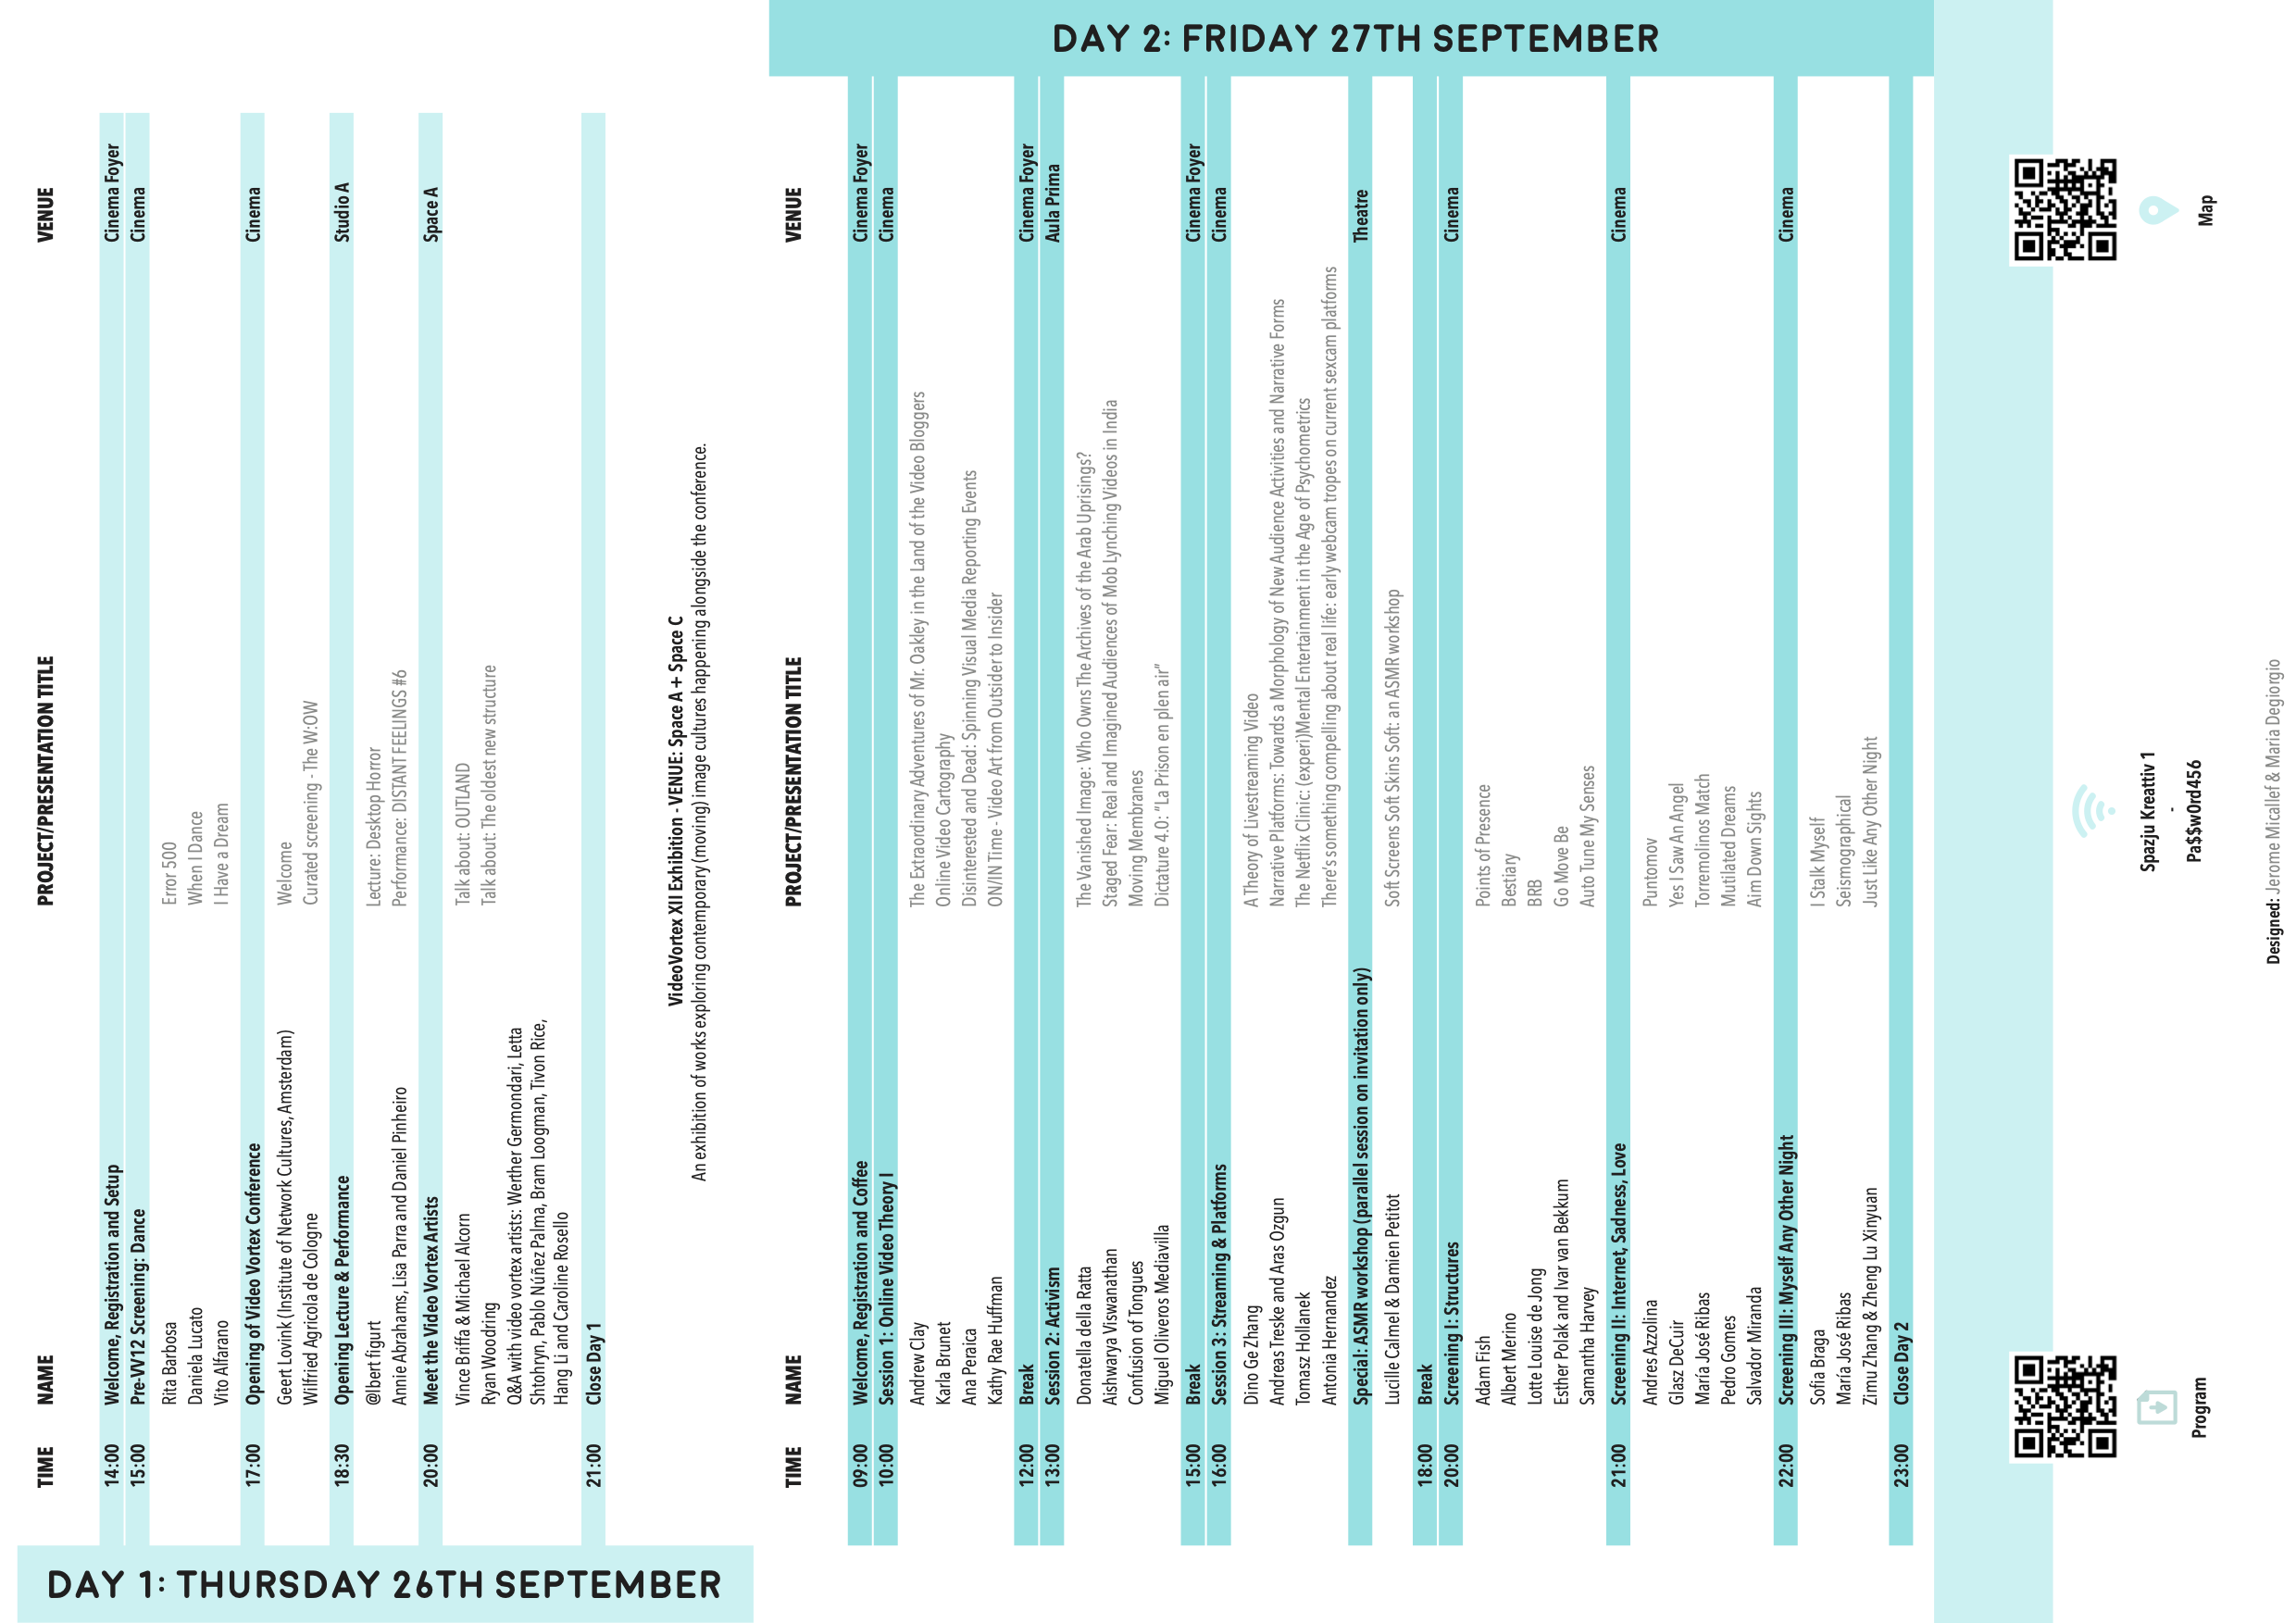 DAY 1: THURSDAY 26TH SEPTEMBER
TIME NAME PROJECT/PRESENTATION TITLE VENUE
14:00 Welcome, Registration and Setup Cinema Foyer
15:00 Pre-VV12 Screening: Dance Cinema
Rita Barbosa Error 500
Daniela Lucato When I Dance
Vito Alfarano I Have a Dream
17:00 Opening of Video Vortex Conference Cinema
Geert Lovink (Institute of Network Cultures, Amsterdam) Welcome
Wilfried Agricola de Cologne Curated screening - The W:OW
18:30 Opening Lecture & Performance Studio A
@lbert figurt Lecture: Desktop Horror
Annie Abrahams, Lisa Parra and Daniel Pinheiro Performance: DISTANT FEELINGS #6
20:00 Meet the Video Vortex Artists Space A
Vince Briffa & Michael Alcorn Talk about: OUTLAND
Ryan Woodring Talk about: The oldest new structure
Q&A with video vortex artists: Werther Germondari, Letta
Shtohryn, Pablo Núñez Palma, Bram Loogman, Tivon Rice,
Hang Li and Caroline Rosello
21:00 Close Day 1
VideoVortex XII Exhibition - VENUE: Space A + Space C
An exhibition of works exploring contemporary (moving) image cultures happening alongside the conference.
DAY 2: FRIDAY 27TH SEPTEMBER
TIME NAME PROJECT/PRESENTATION TITLE VENUE
09:00 Welcome, Registration and Coffee Cinema Foyer
10:00 Session 1: Online Video Theory I Cinema
Andrew Clay The Extraordinary Adventures of Mr. Oakley in the Land of the Video Bloggers
Karla Brunet Online Video Cartography
Ana Peraica Disinterested and Dead: Spinning Visual Media Reporting Events
Kathy Rae Huffman ON/IN Time - Video Art from Outsider to Insider
12:00 Break Cinema Foyer
13:00 Session 2: Activism Aula Prima
Donatella della Ratta The Vanished Image: Who Owns The Archives of the Arab Uprisings?
Aishwarya Viswanathan Staged Fear: Real and Imagined Audiences of Mob Lynching Videos in India
Confusion of Tongues Moving Membranes
Miguel Oliveros Mediavilla Dictature 4.0: "La Prison en plen air"
15:00 Break Cinema Foyer
16:00 Session 3: Streaming & Platforms Cinema
Dino Ge Zhang A Theory of Livestreaming Video
Andreas Treske and Aras Ozgun Narrative Platforms: Towards a Morphology of New Audience Activities and Narrative Forms
Tomasz Hollanek The Netflix Clinic: (experi)Mental Entertainment in the Age of Psychometrics
Antonia Hernandez There's something compelling about real life: early webcam tropes on current sexcam platforms
Special: ASMR workshop (parallel session on invitation only) Theatre
Lucille Calmel & Damien Petitot Soft Screens Soft Skins Soft: an ASMR workshop
18:00 Break
20:00 Screening I: Structures Cinema
Adam Fish Points of Presence
Albert Merino Bestiary
Lotte Louise de Jong BRB
Esther Polak and Ivar van Bekkum Go Move Be
Samantha Harvey Auto Tune My Senses
21:00 Screening II: Internet, Sadness, Love Cinema
Andres Azzolina Puntomov
Glasz DeCuir Yes I Saw An Angel
María José Ribas Torremolinos Match
Pedro Gomes Mutilated Dreams
Salvador Miranda Aim Down Sights
22:00 Screening III: Myself Any Other Night Cinema
Sofia Braga I Stalk Myself
María José Ribas Seismographical
Zimu Zhang & Zheng Lu Xinyuan Just Like Any Other Night
23:00 Close Day 2
Program
Spazju Kreattiv 1
-
Pa$$w0rd456
Map
Designed: Jerome Micallef & Maria Degiorgio